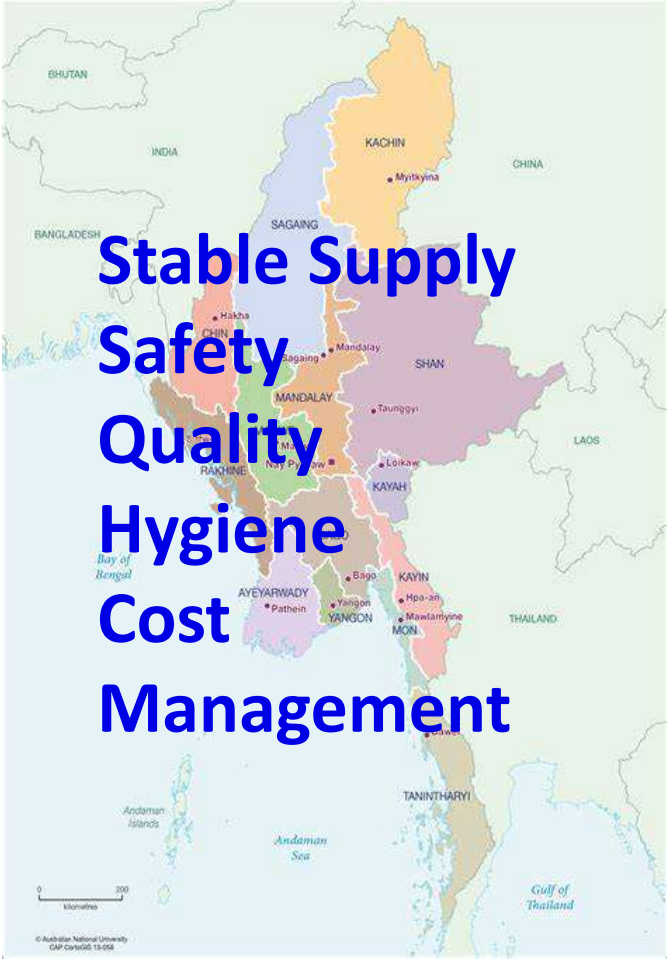 BHUTAN
INDIA
KACHIN
Myitkyina
CHINA
BANGLADESH
SAGAING
Stable Supply
Hakha
CHIN
Safety
Sagaing
Mandalay
SHAN
MANDALAY
Taunggyi
Quality
LAOS
RAKHINE
Nay Py
aw
Loikaw
KAYAH
Hygiene
Bay of
Bengal
Bago
KAYIN
AYEYARWADY
Pathein
Yangon
YANGON
Hpa-an
Mawlamyine
MON
THAILAND
Cost
Management
TANINTHARYI
Andaman
Islands
Andaman
Sea
0 200
kilometres
Gulf of
Thailand
© Australian National University
CAP CartoGIS 13-058